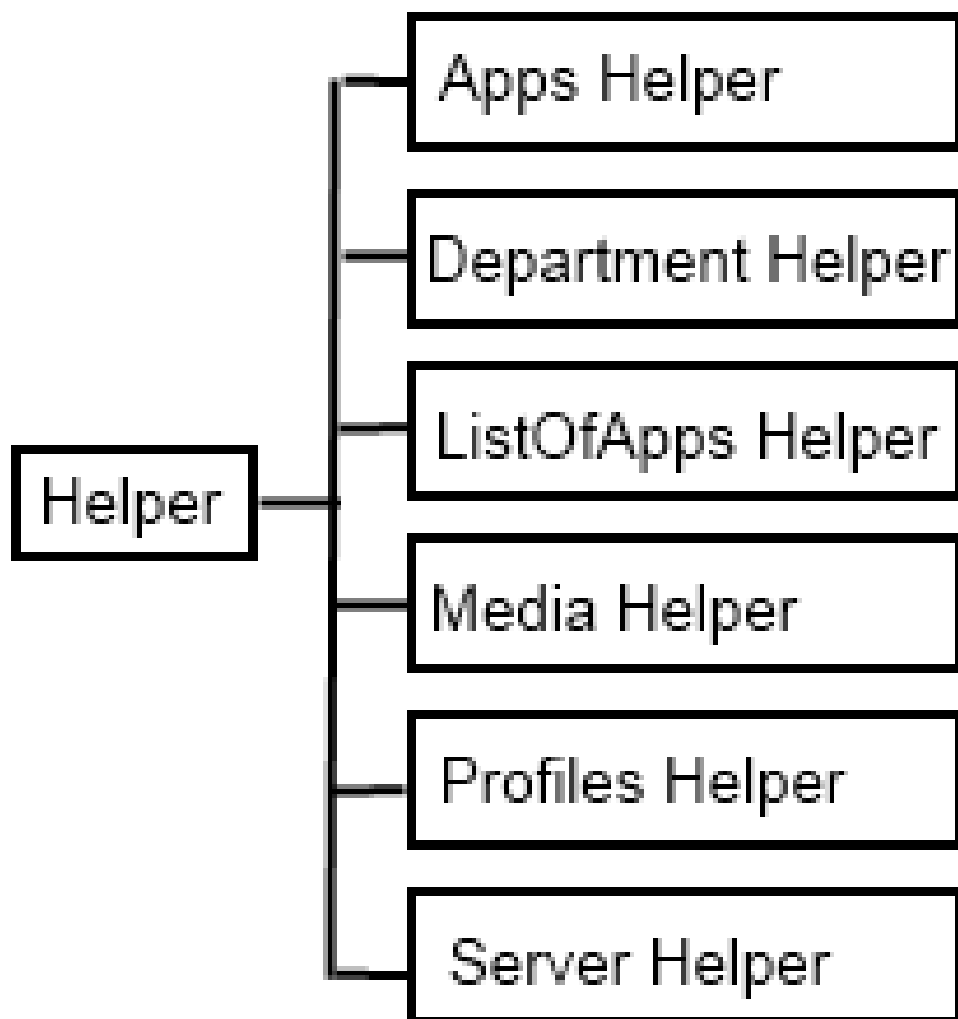 Apps Helper
Department Helper
ListOfApps Helper
Helper
Media Helper
Profiles Helper
Server Helper